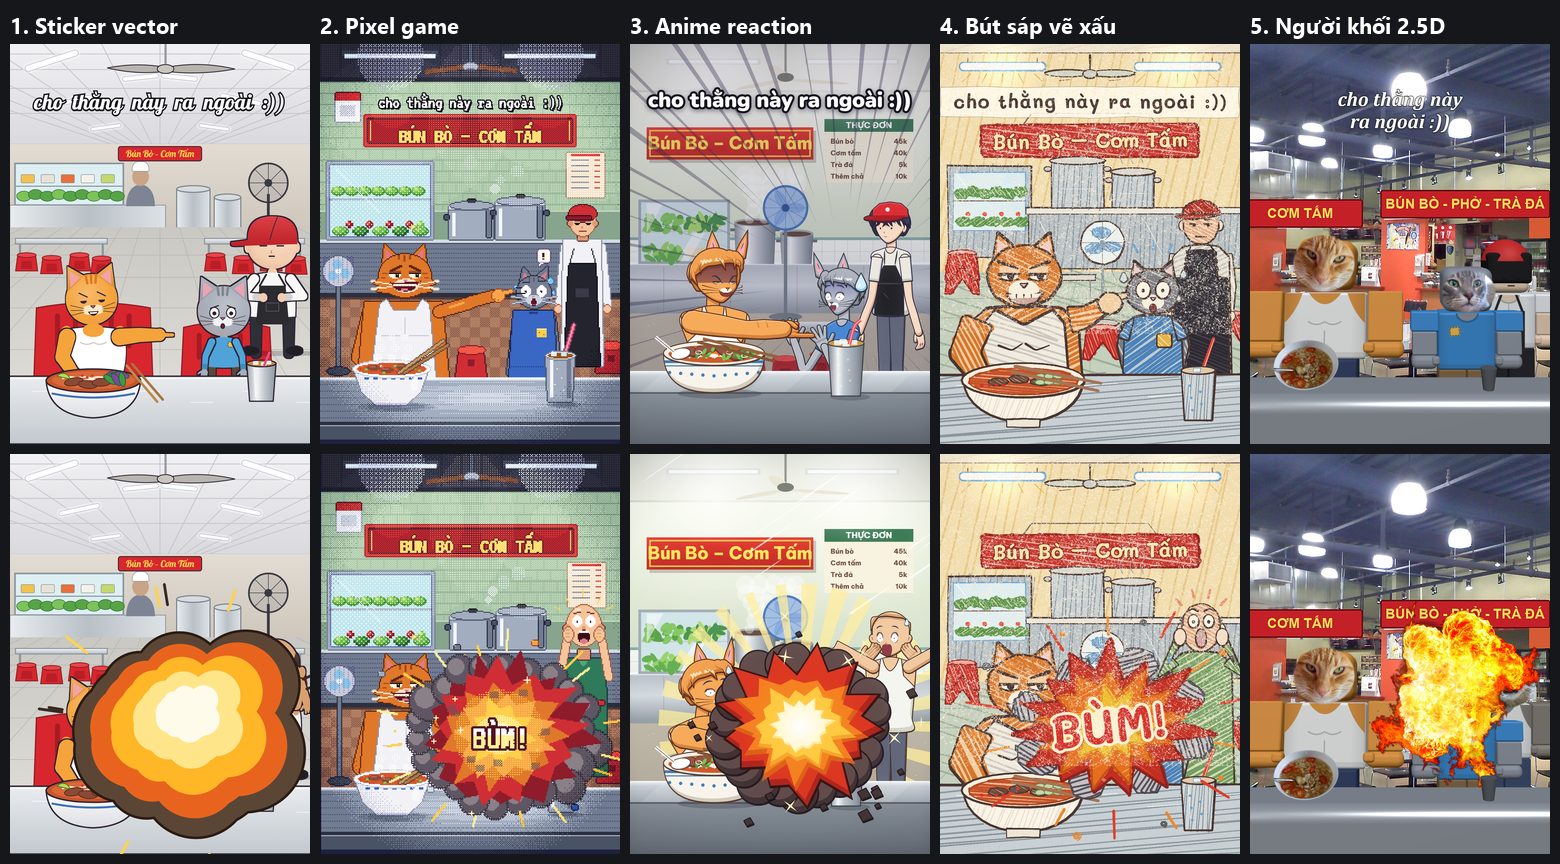 1. Sticker vector
cho thằng này ra ngoài :))
Bún Bò - Cơm Tấm
2. Pixel game
cho thằng này ra ngoài :))
BÚN BÒ - CƠM TẤM
!
3. Anime reaction
cho thằng này ra ngoài :))
Bún Bò – Cơm Tấm
THỰC ĐƠN
Bún bò 45k
Cơm tấm 40k
Trà đá 5k
Thêm chả 10k
4. Bút sáp vẽ xấu
cho thằng này ra ngoài :))
Bún Bò – Cơm Tấm
5. Người khối 2.5D
cho thằng này
ra ngoài :))
CƠM TẤM
BÚN BÒ - PHỞ - TRÀ ĐÁ
Bún Bò - Cơm Tấm
BÚN BÒ - CƠM TẤM
BÙM!
Bún Bò – Cơm Tấm
THỰC ĐƠN
Bún bò 45k
Cơm tấm 40k
Trà đá 5k
Thêm chả 10k
Bún Bò – Cơm Tấm
BÙM!
CƠM TẤM
BÚN BÒ - PHỞ - TRÀ ĐÁ